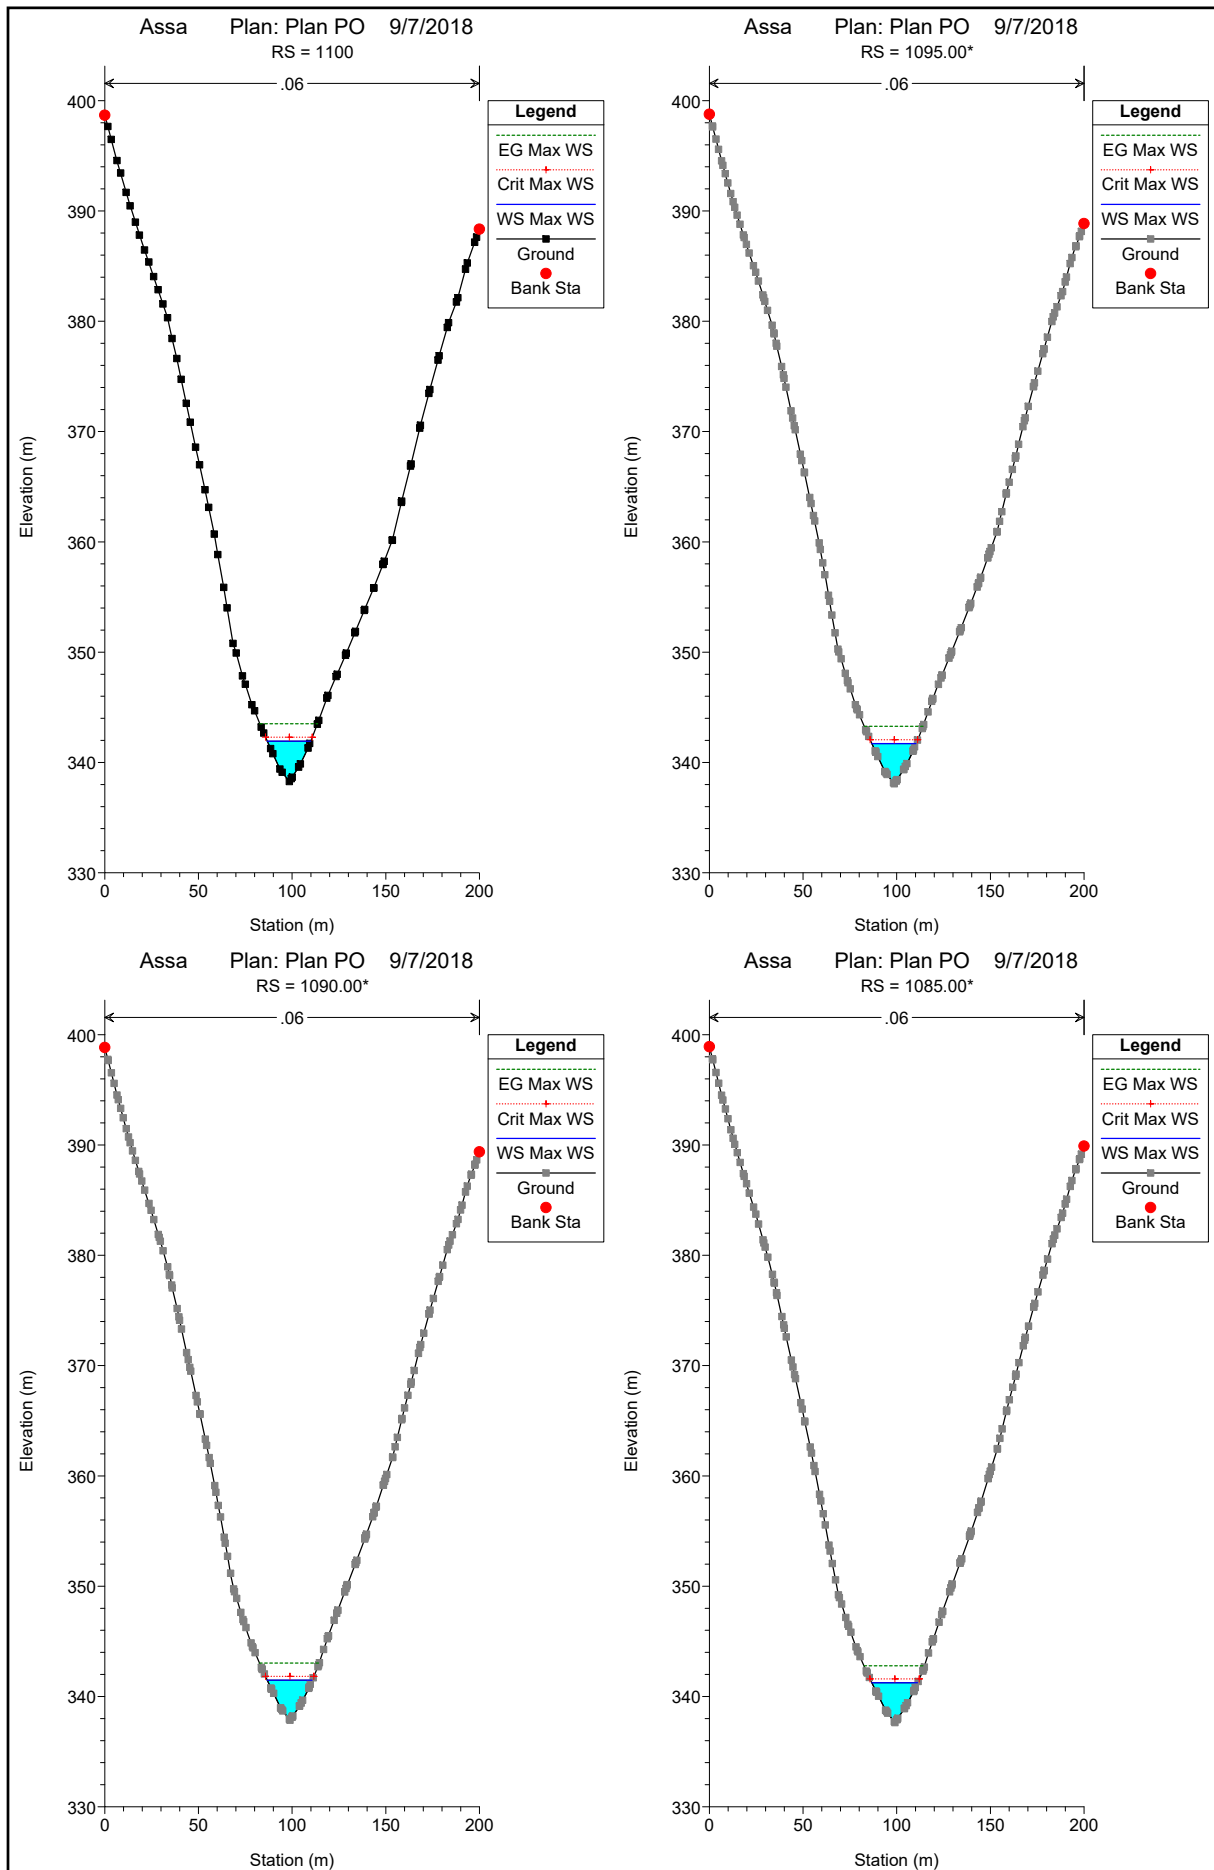 Assa Plan: Plan PO 9/7/2018
RS = 1100
.06
400
390
380
370
360
350
340
330
Elevation (m)
0 50 100 150 200
Station (m)
Legend
EG Max WS
Crit Max WS
WS Max WS
Ground
Bank Sta
Assa Plan: Plan PO 9/7/2018
RS = 1095.00*
.06
400
390
380
370
360
350
340
330
Elevation (m)
0 50 100 150 200
Station (m)
Legend
EG Max WS
Crit Max WS
WS Max WS
Ground
Bank Sta
Assa Plan: Plan PO 9/7/2018
RS = 1090.00*
.06
400
390
380
370
360
350
340
330
Elevation (m)
0 50 100 150 200
Station (m)
Legend
EG Max WS
Crit Max WS
WS Max WS
Ground
Bank Sta
Assa Plan: Plan PO 9/7/2018
RS = 1085.00*
.06
400
390
380
370
360
350
340
330
Elevation (m)
0 50 100 150 200
Station (m)
Legend
EG Max WS
Crit Max WS
WS Max WS
Ground
Bank Sta